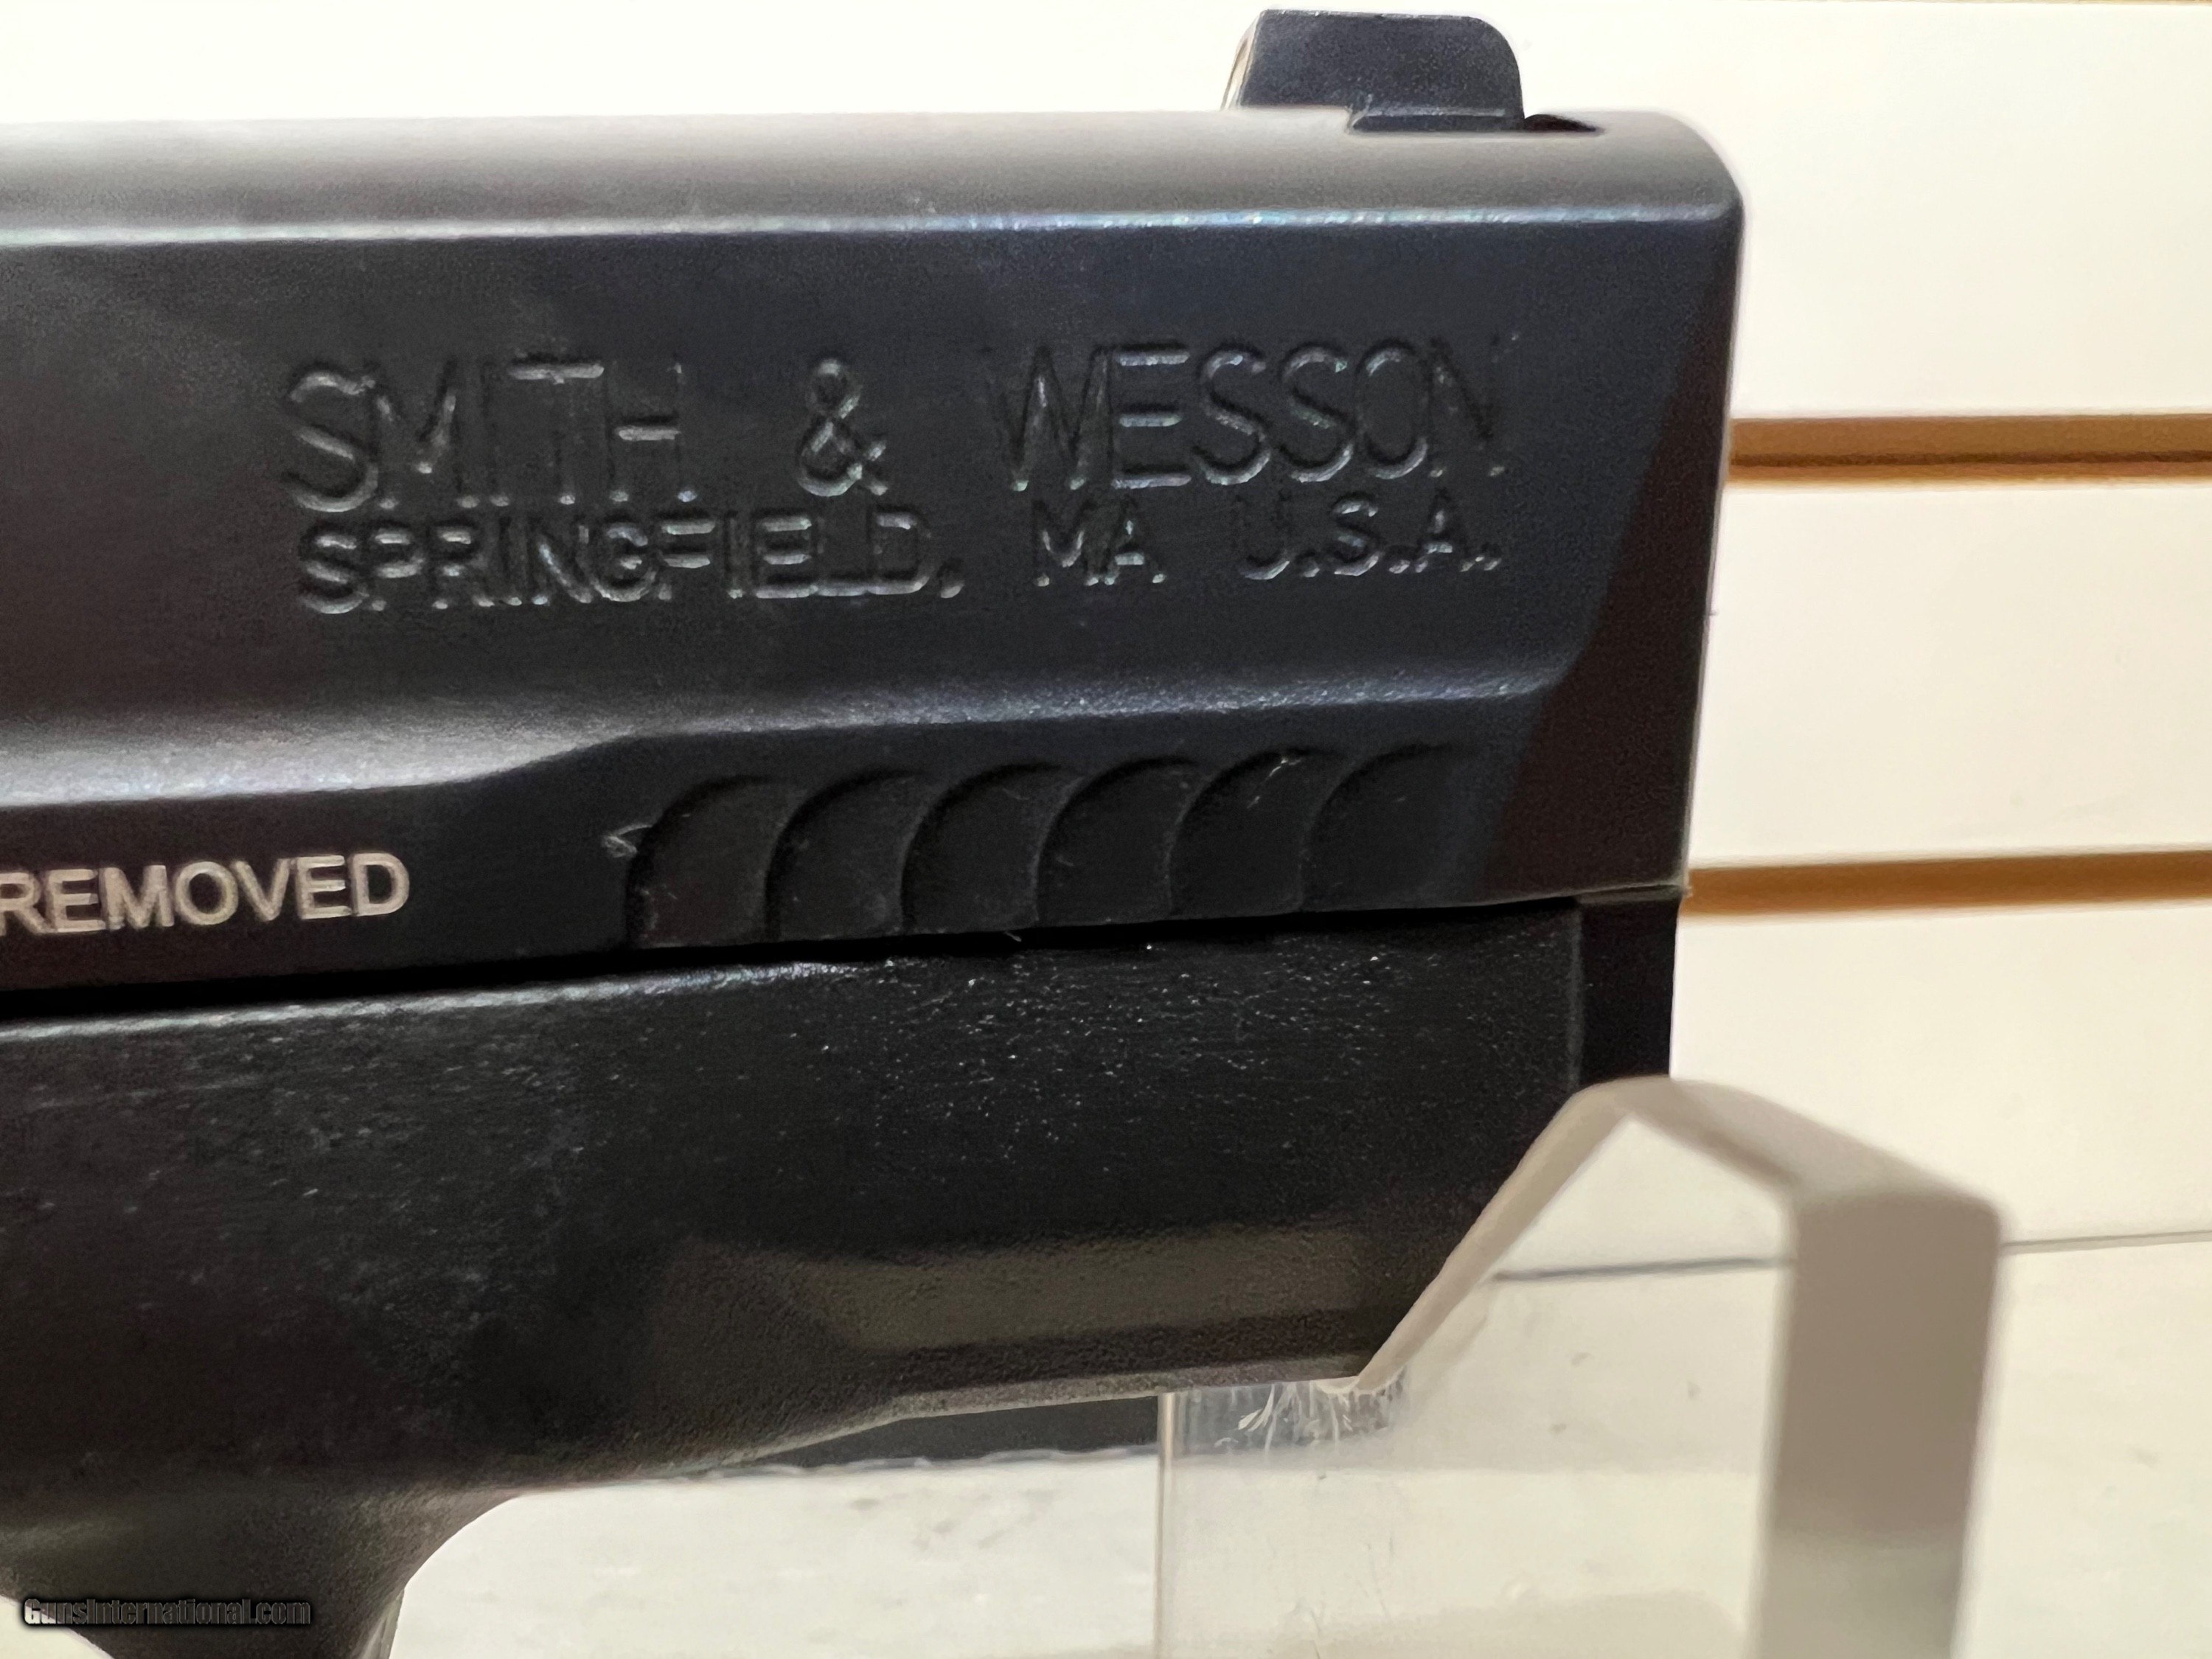 SMITH & WESSON
SPRINGFIELD, MA U.S.A.
REMOVED
GunsInternational.com